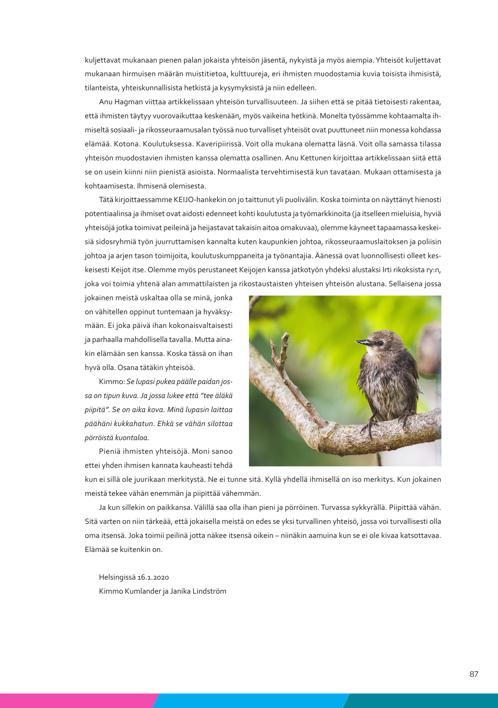 kuljettavat mukanaan pienen palan jokaista yhteisön jäsentä, nykyistä ja myös aiempia. Yhteisöt kuljettavat
mukanaan hirmuisen määrän muistitietoa, kulttuureja, eri ihmisten muodostamia kuvia toisista ihmisistä,
tilanteista, yhteiskunnallisista hetkistä ja kysymyksistä ja niin edelleen.
Anu Hagman viittaa artikkelissaan yhteisön turvallisuuteen. Ja siihen että se pitää tietoisesti rakentaa,
että ihmisten täytyy vuorovaikuttaa keskenään, myös vaikeina hetkinä. Monelta työssämme kohtaamalta ih-
miseltä sosiaali- ja rikosseuraamusalan työssä nuo turvalliset yhteisöt ovat puuttuneet niin monessa kohdassa
elämää. Kotona. Koulutuksessa. Kaveripiirissä. Voit olla mukana olematta läsnä. Voit olla samassa tilassa
yhteisön muodostavien ihmisten kanssa olematta osallinen. Anu Kettunen kirjoittaa artikkelissaan siitä että
se on usein kiinni niin pienistä asioista. Normaalista tervehtimisestä kun tavataan. Mukaan ottamisesta ja
kohtaamisesta. Ihmisenä olemisesta.
Tätä kirjoittaessamme KEIJO-hankekin on jo taittunut yli puolivälin. Koska toiminta on näyttänyt hienosti
potentiaalinsa ja ihmiset ovat aidosti edenneet kohti koulutusta ja työmarkkinoita (ja itselleen mieluisia, hyviä
yhteisöjä jotka toimivat peileinä ja heijastavat takaisin aitoa omakuvaa), olemme käyneet tapaamassa keskei-
siä sidosryhmiä työn juurruttamisen kannalta kuten kaupunkien johtoa, rikosseuraamuslaitoksen ja poliisin
johtoa ja arjen tason toimijoita, koulutuskumppaneita ja työnantajia. Äänessä ovat luonnollisesti olleet kes-
keisesti Keijot itse. Olemme myös perustaneet Keijojen kanssa jatkotyön yhdeksi alustaksi Irti rikoksista ry:n,
joka voi toimia yhtenä alan ammattilaisten ja rikostaustaisten yhteisen yhteisön alustana. Sellaisena jossa
jokainen meistä uskaltaa olla se minä, jonka
on vähitellen oppinut tuntemaan ja hyväksy-
mään. Ei joka päivä ihan kokonaisvaltaisesti
ja parhaalla mahdollisella tavalla. Mutta aina-
kin elämään sen kanssa. Koska tässä on ihan
hyvä olla. Osana tätäkin yhteisöä.
Kimmo: Se lupasi pukea päälle paidan jos-
sa on tipun kuva. Ja jossa lukee että ”tee äläkä
piipitä”. Se on aika kova. Minä lupasin laittaa
päähäni kukkahatun. Ehkä se vähän silottaa
pörröistä kuontaloa.
Pieniä ihmisten yhteisöjä. Moni sanoo
ettei yhden ihmisen kannata kauheasti tehdä
kun ei sillä ole juurikaan merkitystä. Ne ei tunne sitä. Kyllä yhdellä ihmisellä on iso merkitys. Kun jokainen
meistä tekee vähän enemmän ja piipittää vähemmän.
Ja kun sillekin on paikkansa. Välillä saa olla ihan pieni ja pörröinen. Turvassa sykkyrällä. Piipittää vähän.
Sitä varten on niin tärkeää, että jokaisella meistä on edes se yksi turvallinen yhteisö, jossa voi turvallisesti olla
oma itsensä. Joka toimii peilinä jotta näkee itsensä oikein – niinäkin aamuina kun se ei ole kivaa katsottavaa.
Elämää se kuitenkin on.
Helsingissä 16.1.2020
Kimmo Kumlander ja Janika Lindström
87